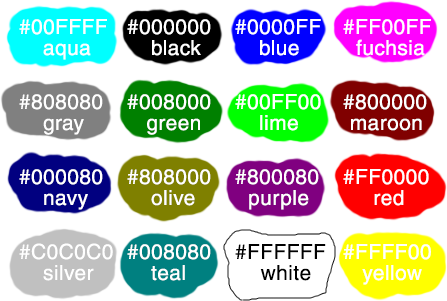 #00FFFF #000000 #0000FF #FF00FF
aqua black blue fuchsia
#808080 #008000 #00FF00 #800000
gray green lime maroon
#000080 #808000 #800080 #FF0000
navy olive purple red
#C0C0C0 #008080 #FFFFFF #FFFF00
silver teal white yellow